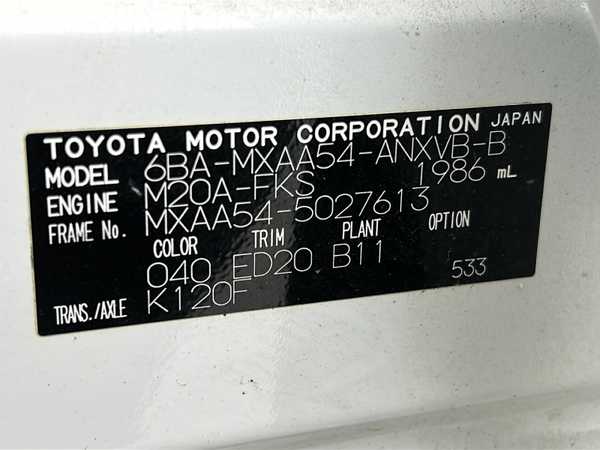 TOYOTA MOTOR CORPORATION JAPAN
MODEL 6BA-MXAA54-ANXVB-B
ENGINE M20A-FKS 1986 mL
FRAME No. MXAA54-5027613
COLOR TRIM PLANT OPTION
040 ED20 B11 533
TRANS./AXLE K120F